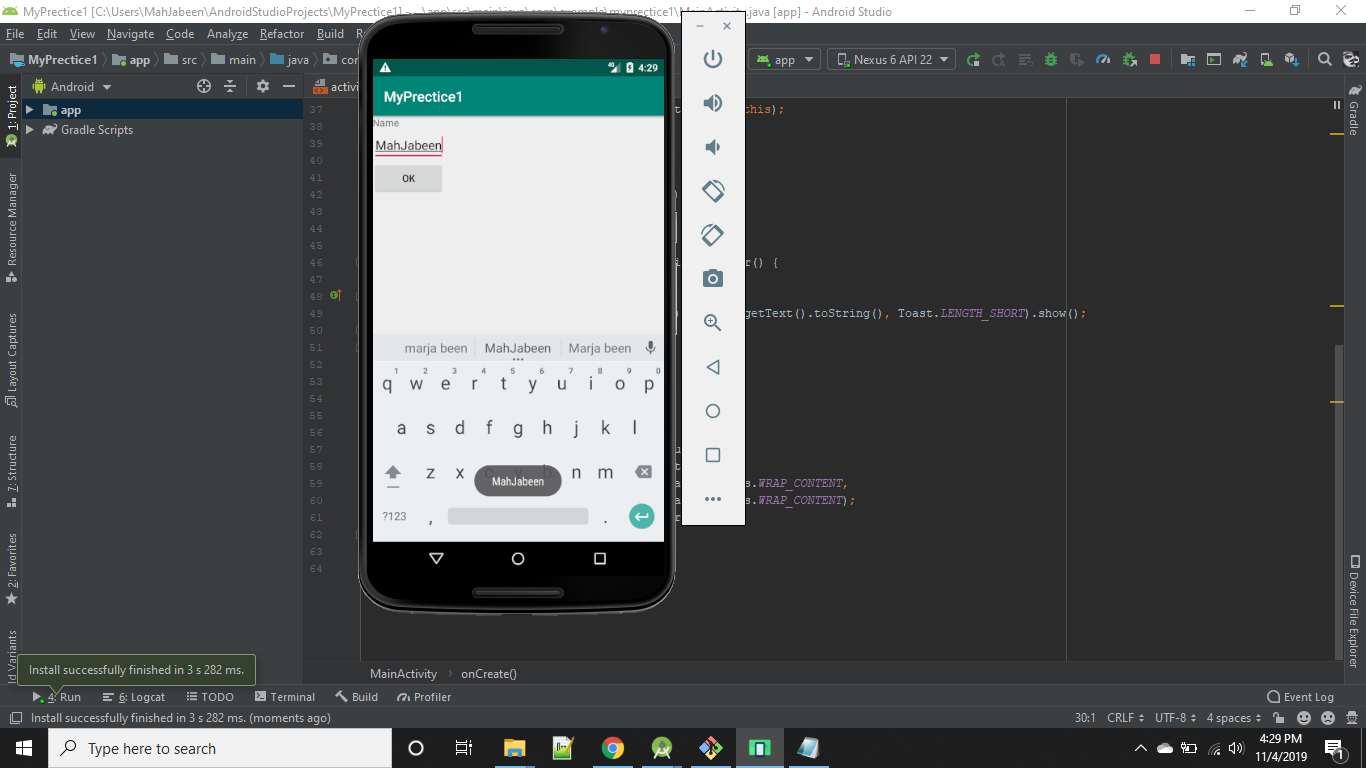 MyPrectice1 [C:\Users\MahJabeen\AndroidStudioProjects\MyPrectice1] - ...\app\src\main\java\com\example\myprectice1\MainActivity.java [app] - Android Studio
File Edit View Navigate Code Analyze Refactor Build R
MyPrectice1 app src main java con
app Nexus 6 API 22
Android
activi
1: Project
app
Gradle Scripts
Resource Manager
Layout Captures
7: Structure
2: Favorites
ld Variants
37
38
39
40
41
42
43
44
45
46
47
48
49
50
51
52
53
54
55
56
57
58
59
60
61
62
63
64
4:29
MyPrectice1
Name
MahJabeen
OK
marja been MahJabeen Marja been
1 2 3 4 5 6 7 8 9 0
q w e r t y u i o p
a s d f g h j k l
z x c v b n m
MahJabeen
?123 , .
t this);
)
r() {
getText().toString(), Toast.LENGTH_SHORT).show();
s.WRAP_CONTENT,
s.WRAP_CONTENT);
Gradle
Device File Explorer
MainActivity › onCreate()
Install successfully finished in 3 s 282 ms.
4: Run 6: Logcat TODO Terminal Build Profiler Event Log
Install successfully finished in 3 s 282 ms. (moments ago) 30:1 CRLF UTF-8 4 spaces
Type here to search
4:29 PM
11/4/2019
1